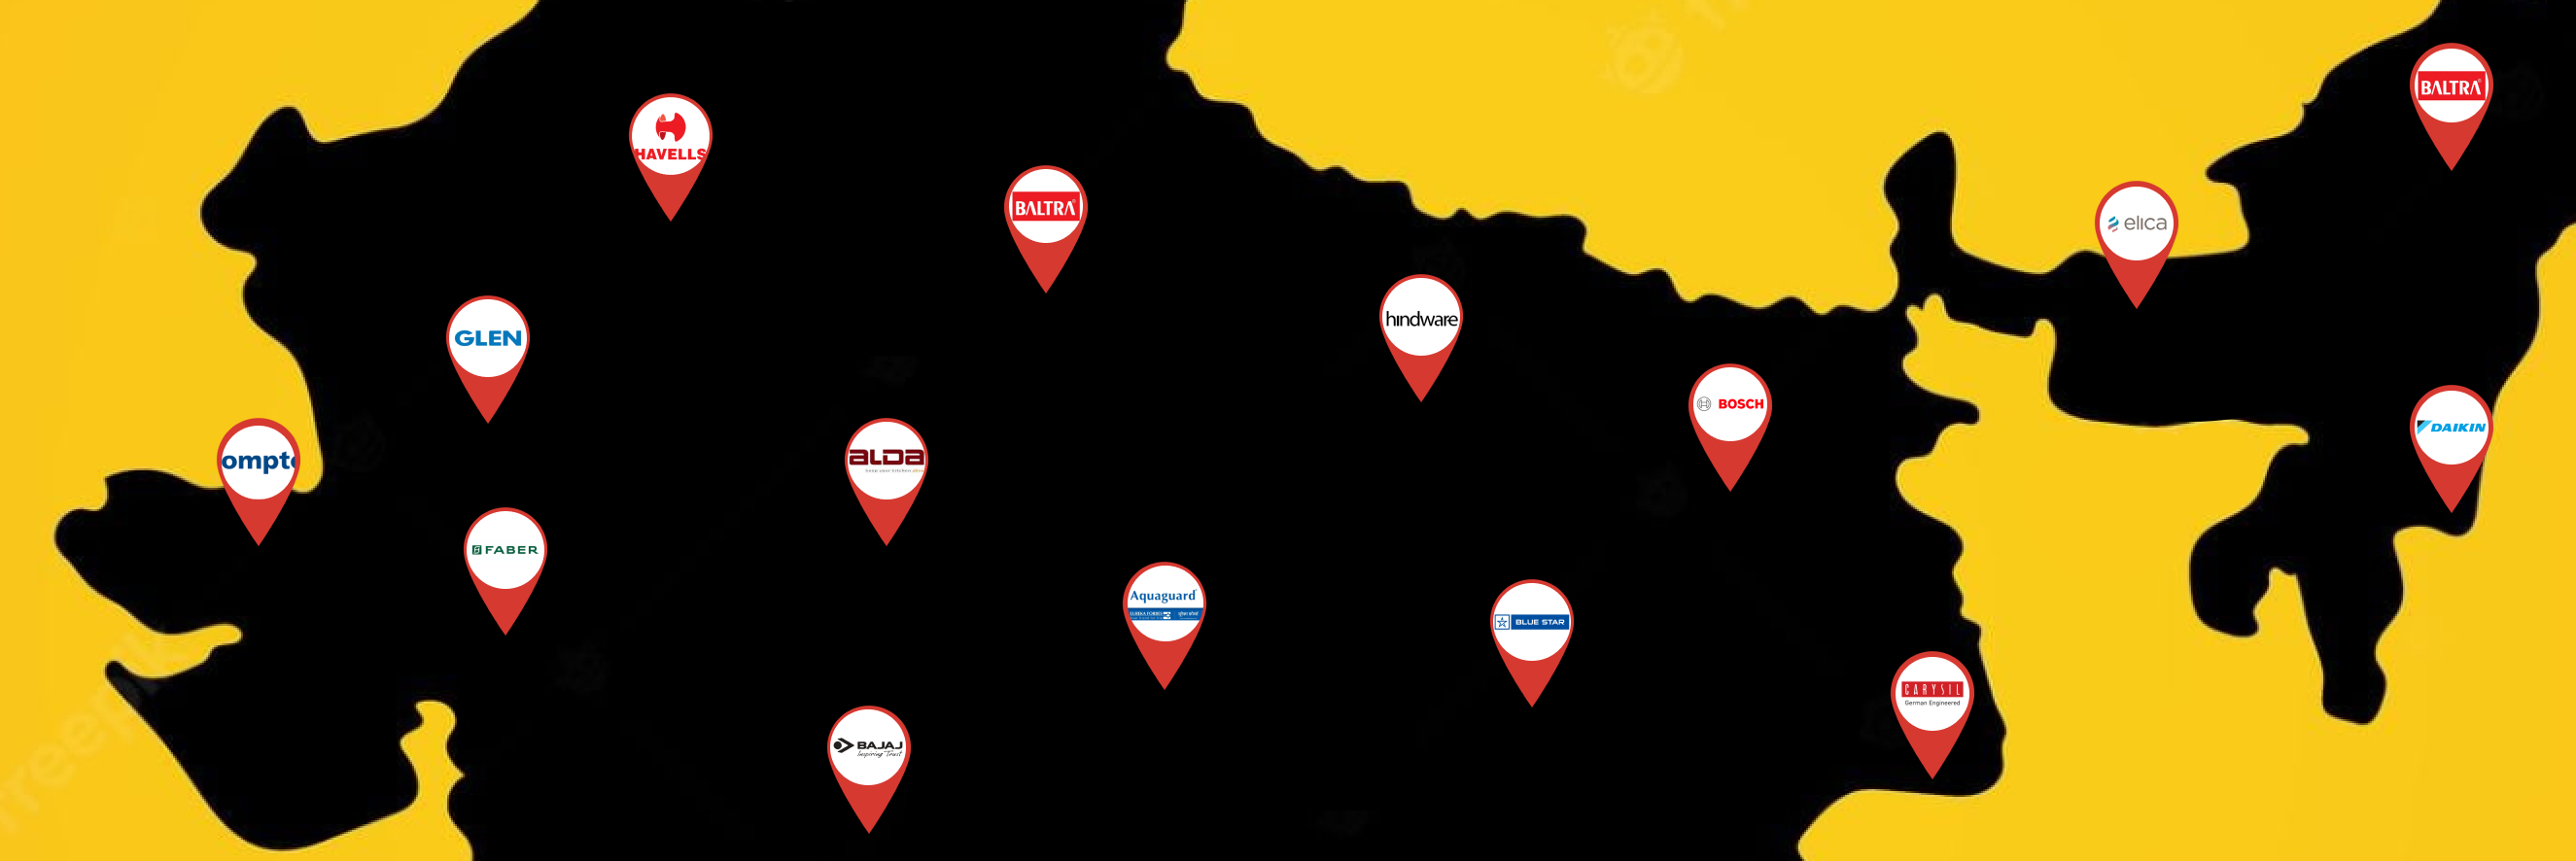 HAVELLS
BALTRA
BALTRA
elica
GLEN
hindware
BOSCH
DAIKIN
ompt
ALDA
FABER
Aquaguard
BLUE STAR
CARYSIL
German Engineered
BAJAJ
Inspiring Trust
freepik